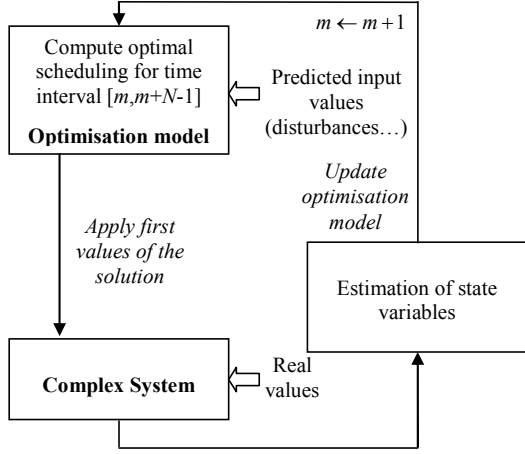 Compute optimal
scheduling for time
interval [m,m+N-1]
Optimisation model
m ← m + 1
Predicted input
values
(disturbances…)
Update
optimisation
model
Apply first
values of the
solution
Estimation of state
variables
Complex System
Real
values